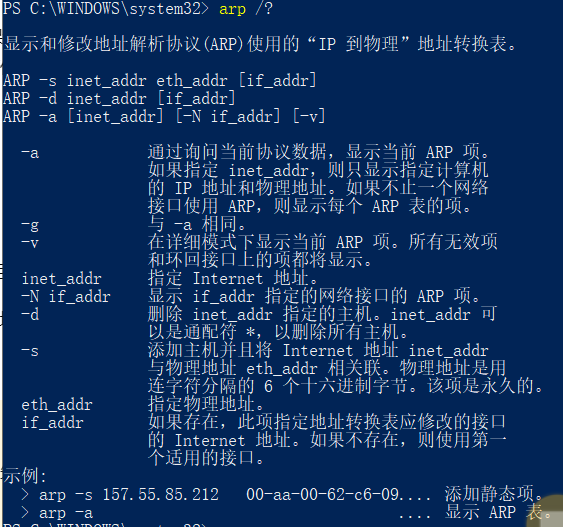 PS C:\WINDOWS\system32> arp /?
显示和修改地址解析协议(ARP)使用的“IP 到物理”地址转换表。
ARP -s inet_addr eth_addr [if_addr]
ARP -d inet_addr [if_addr]
ARP -a [inet_addr] [-N if_addr] [-v]
-a 通过询问当前协议数据，显示当前 ARP 项。
如果指定 inet_addr，则只显示指定计算机
的 IP 地址和物理地址。如果不止一个网络
接口使用 ARP，则显示每个 ARP 表的项。
-g 与 -a 相同。
-v 在详细模式下显示当前 ARP 项。所有无效项
和环回接口上的项都将显示。
inet_addr 指定 Internet 地址。
-N if_addr 显示 if_addr 指定的网络接口的 ARP 项。
-d 删除 inet_addr 指定的主机。inet_addr 可
以是通配符 *，以删除所有主机。
-s 添加主机并且将 Internet 地址 inet_addr
与物理地址 eth_addr 相关联。物理地址是用
连字符分隔的 6 个十六进制字节。该项是永久的。
eth_addr 指定物理地址。
if_addr 如果存在，此项指定地址转换表应修改的接口
的 Internet 地址。如果不存在，则使用第一
个适用的接口。
示例:
> arp -s 157.55.85.212 00-aa-00-62-c6-09.... 添加静态项。
> arp -a .... 显示 ARP 表。
PS C:\WINDOWS\system32>